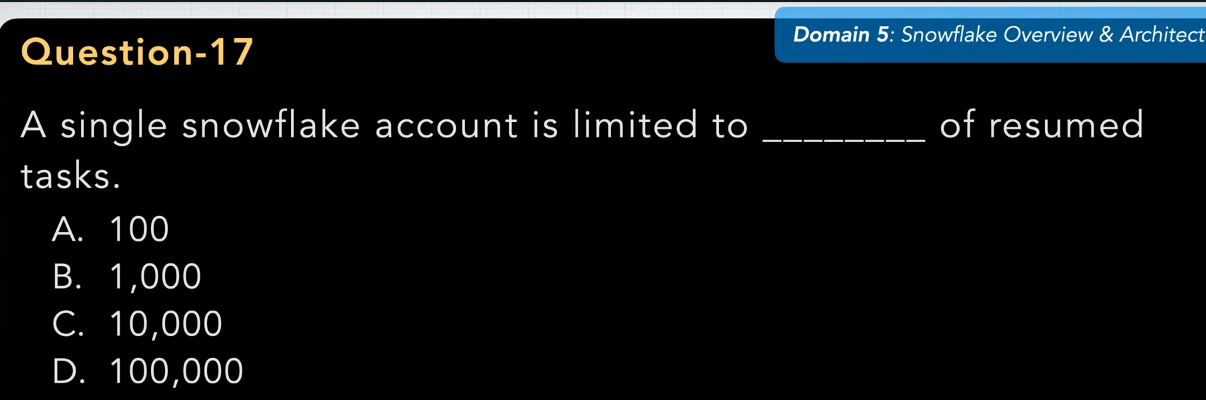 Domain 5: Snowflake Overview & Architect
Question-17
A single snowflake account is limited to ________ of resumed
tasks.
A. 100
B. 1,000
C. 10,000
D. 100,000